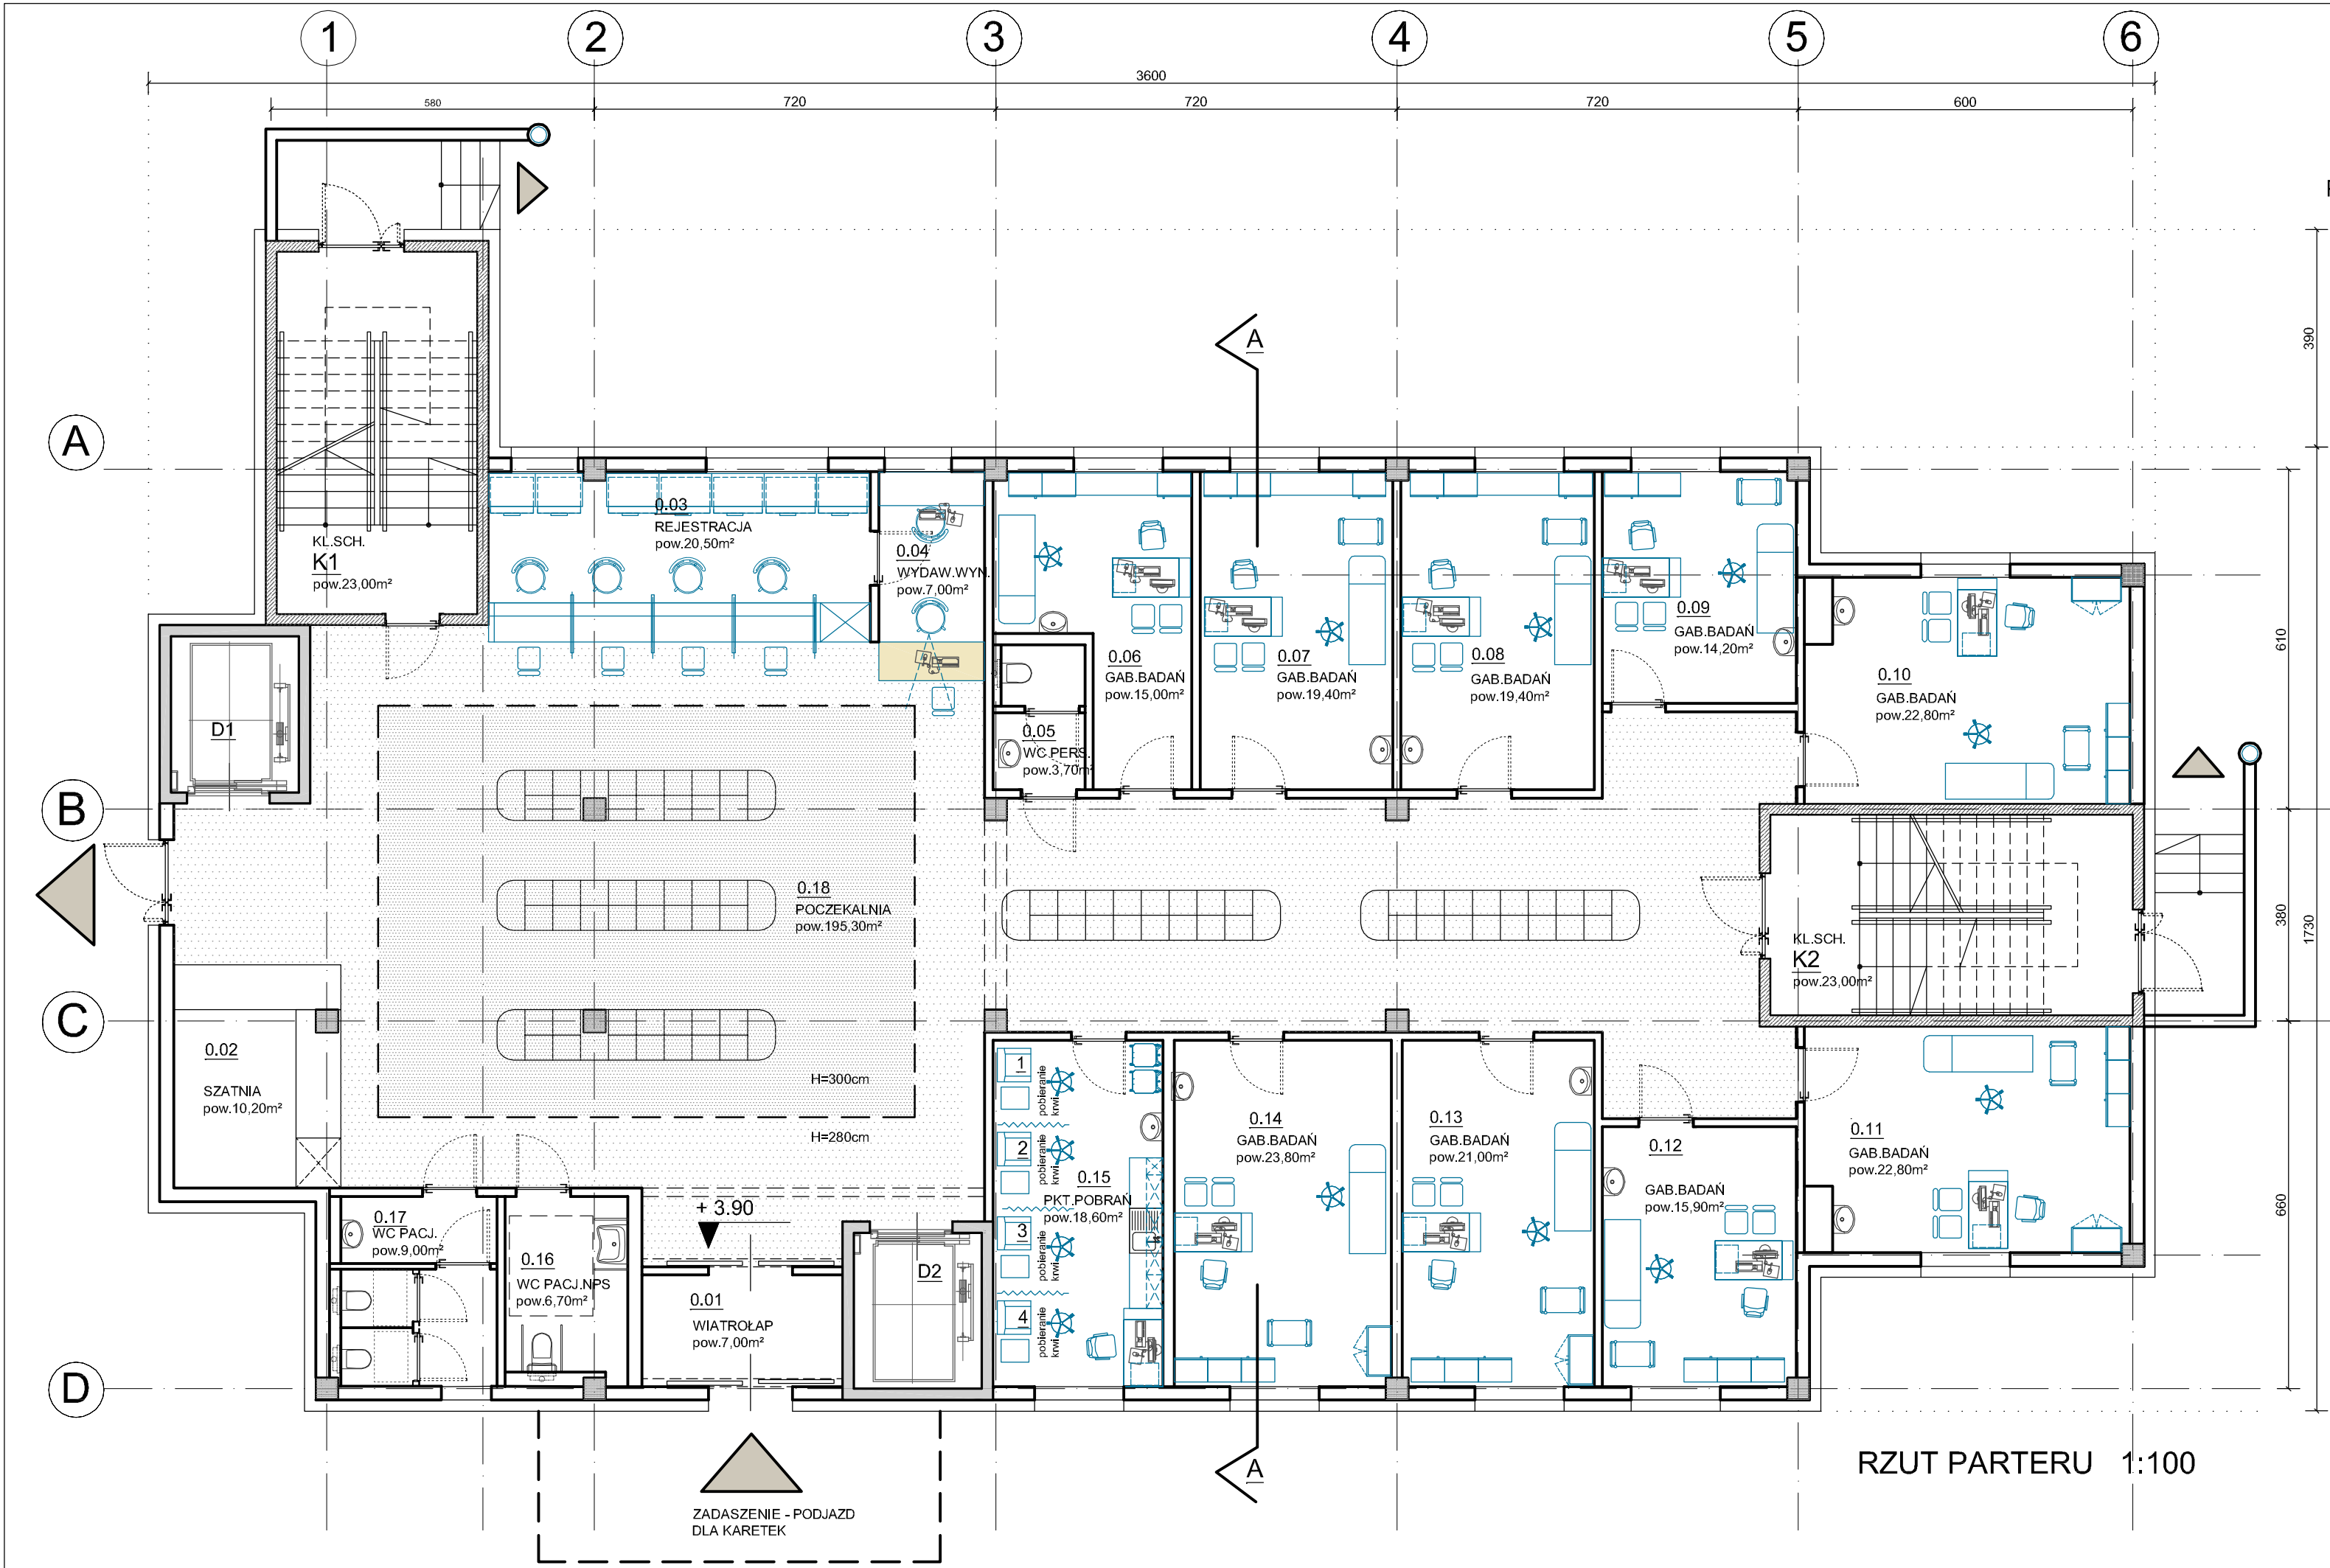 1
2
3
4
5
6
3600
580
720
720
720
600
A
B
C
D
390
610
380
1730
660
A
A
KL.SCH.
K1
pow.23,00m²
D1
0.03
REJESTRACJA
pow.20,50m²
0.04
WYDAW.WYN.
pow.7,00m²
0.05
WC PERS.
pow.3,70m²
0.06
GAB.BADAŃ
pow.15,00m²
0.07
GAB.BADAŃ
pow.19,40m²
0.08
GAB.BADAŃ
pow.19,40m²
0.09
GAB.BADAŃ
pow.14,20m²
0.10
GAB.BADAŃ
pow.22,80m²
0.18
POCZEKALNIA
pow.195,30m²
H=300cm
H=280cm
KL.SCH.
K2
pow.23,00m²
0.02
SZATNIA
pow.10,20m²
0.17
WC PACJ.
pow.9,00m²
0.16
WC PACJ.NPS
pow.6,70m²
+ 3.90
0.01
WIATROŁAP
pow.7,00m²
D2
1
pobieranie
krwi
2
pobieranie
krwi
3
pobieranie
krwi
4
pobieranie
krwi
0.15
PKT.POBRAŃ
pow.18,60m²
0.14
GAB.BADAŃ
pow.23,80m²
0.13
GAB.BADAŃ
pow.21,00m²
0.12
GAB.BADAŃ
pow.15,90m²
0.11
GAB.BADAŃ
pow.22,80m²
ZADASZENIE - PODJAZD
DLA KARETEK
RZUT PARTERU 1:100